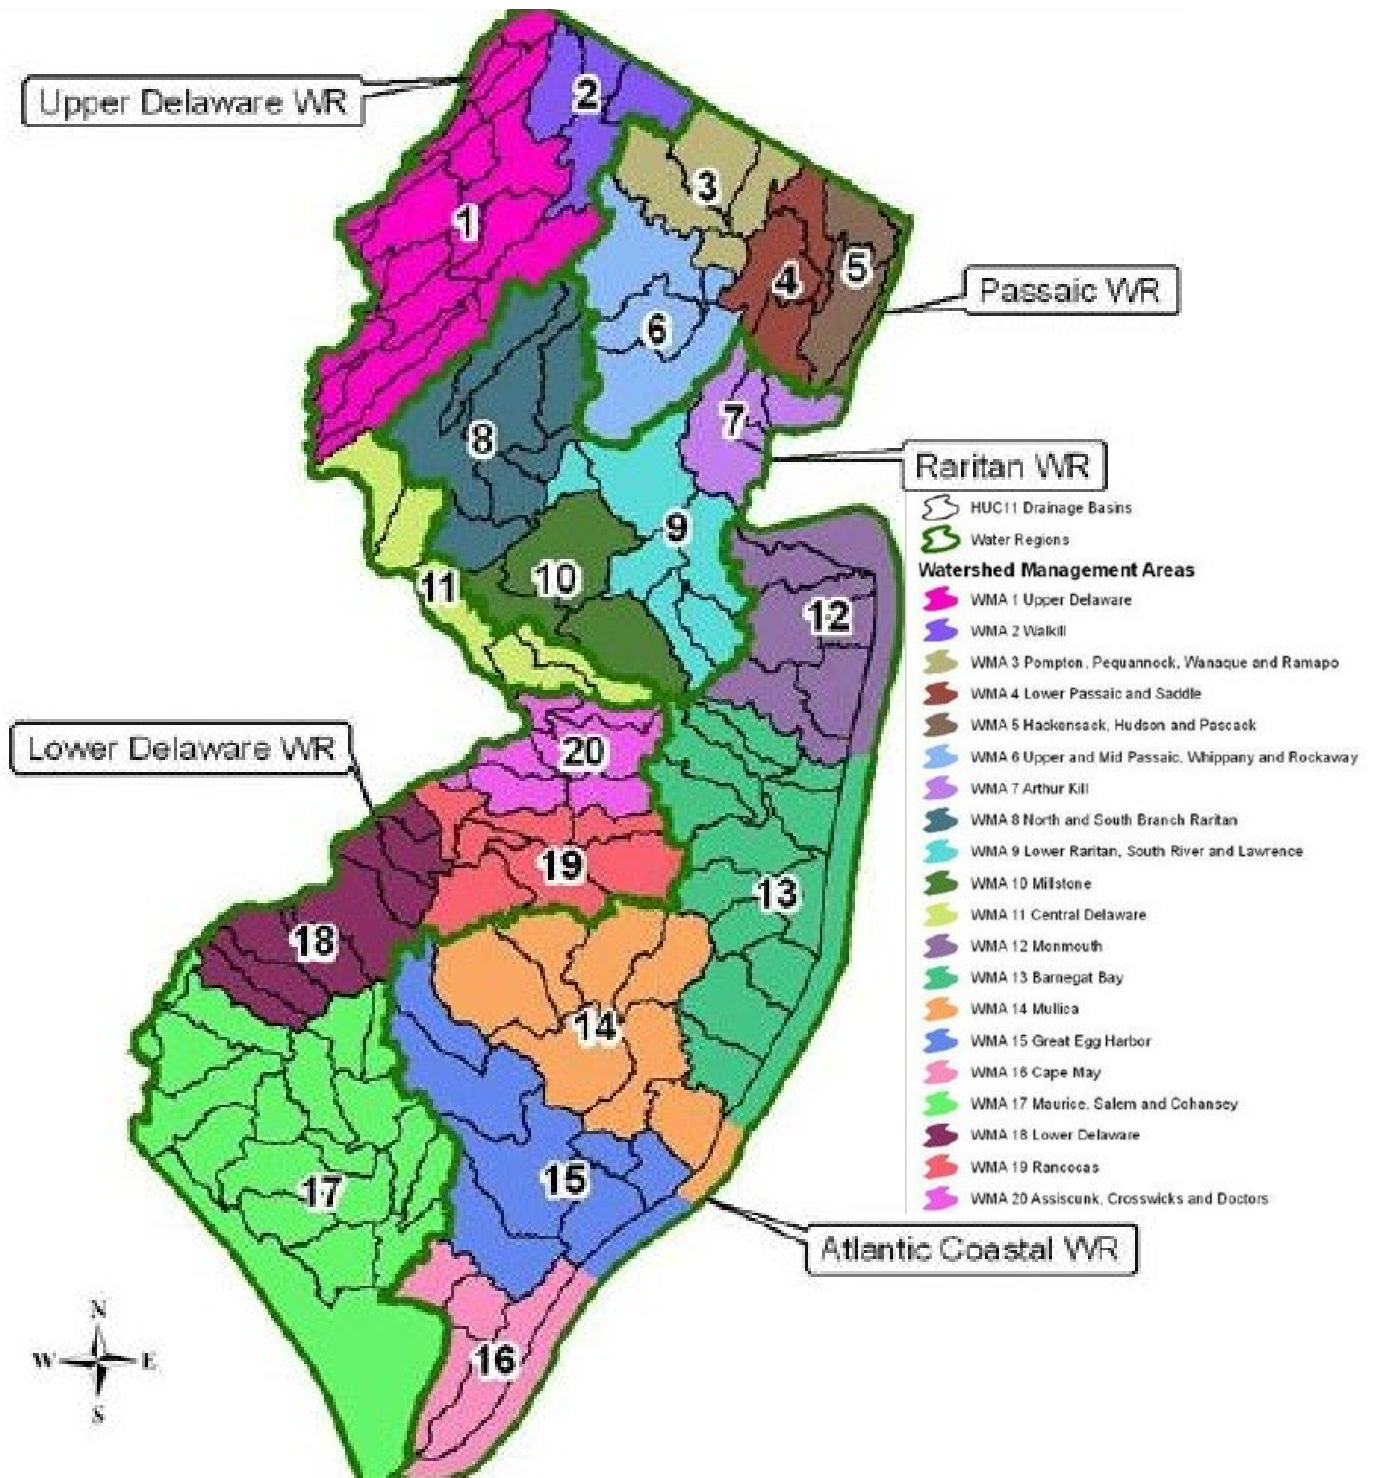 Upper Delaware WR
2
3
1
4
5
Passaic WR
6
7
8
Raritan WR
HUC11 Drainage Basins
9
Water Regions
Watershed Management Areas
10
11
WMA 1 Upper Delaware
12
WMA 2 Walkill
WMA 3 Pompton, Pequannock, Wanaque and Ramapo
WMA 4 Lower Passaic and Saddle
WMA 5 Hackensack, Hudson and Pascack
Lower Delaware WR
20
WMA 6 Upper and Mid Passaic, Whippany and Rockaway
WMA 7 Arthur Kill
WMA 8 North and South Branch Raritan
WMA 9 Lower Raritan, South River and Lawrence
19
WMA 10 Millstone
13
WMA 11 Central Delaware
18
WMA 12 Monmouth
WMA 13 Barnegat Bay
WMA 14 Mullica
14
WMA 15 Great Egg Harbor
WMA 16 Cape May
WMA 17 Maurice, Salem and Cohansey
WMA 18 Lower Delaware
WMA 19 Rancocas
15
17
WMA 20 Assiscunk, Crosswicks and Doctors
Atlantic Coastal WR
N
W E
S
16